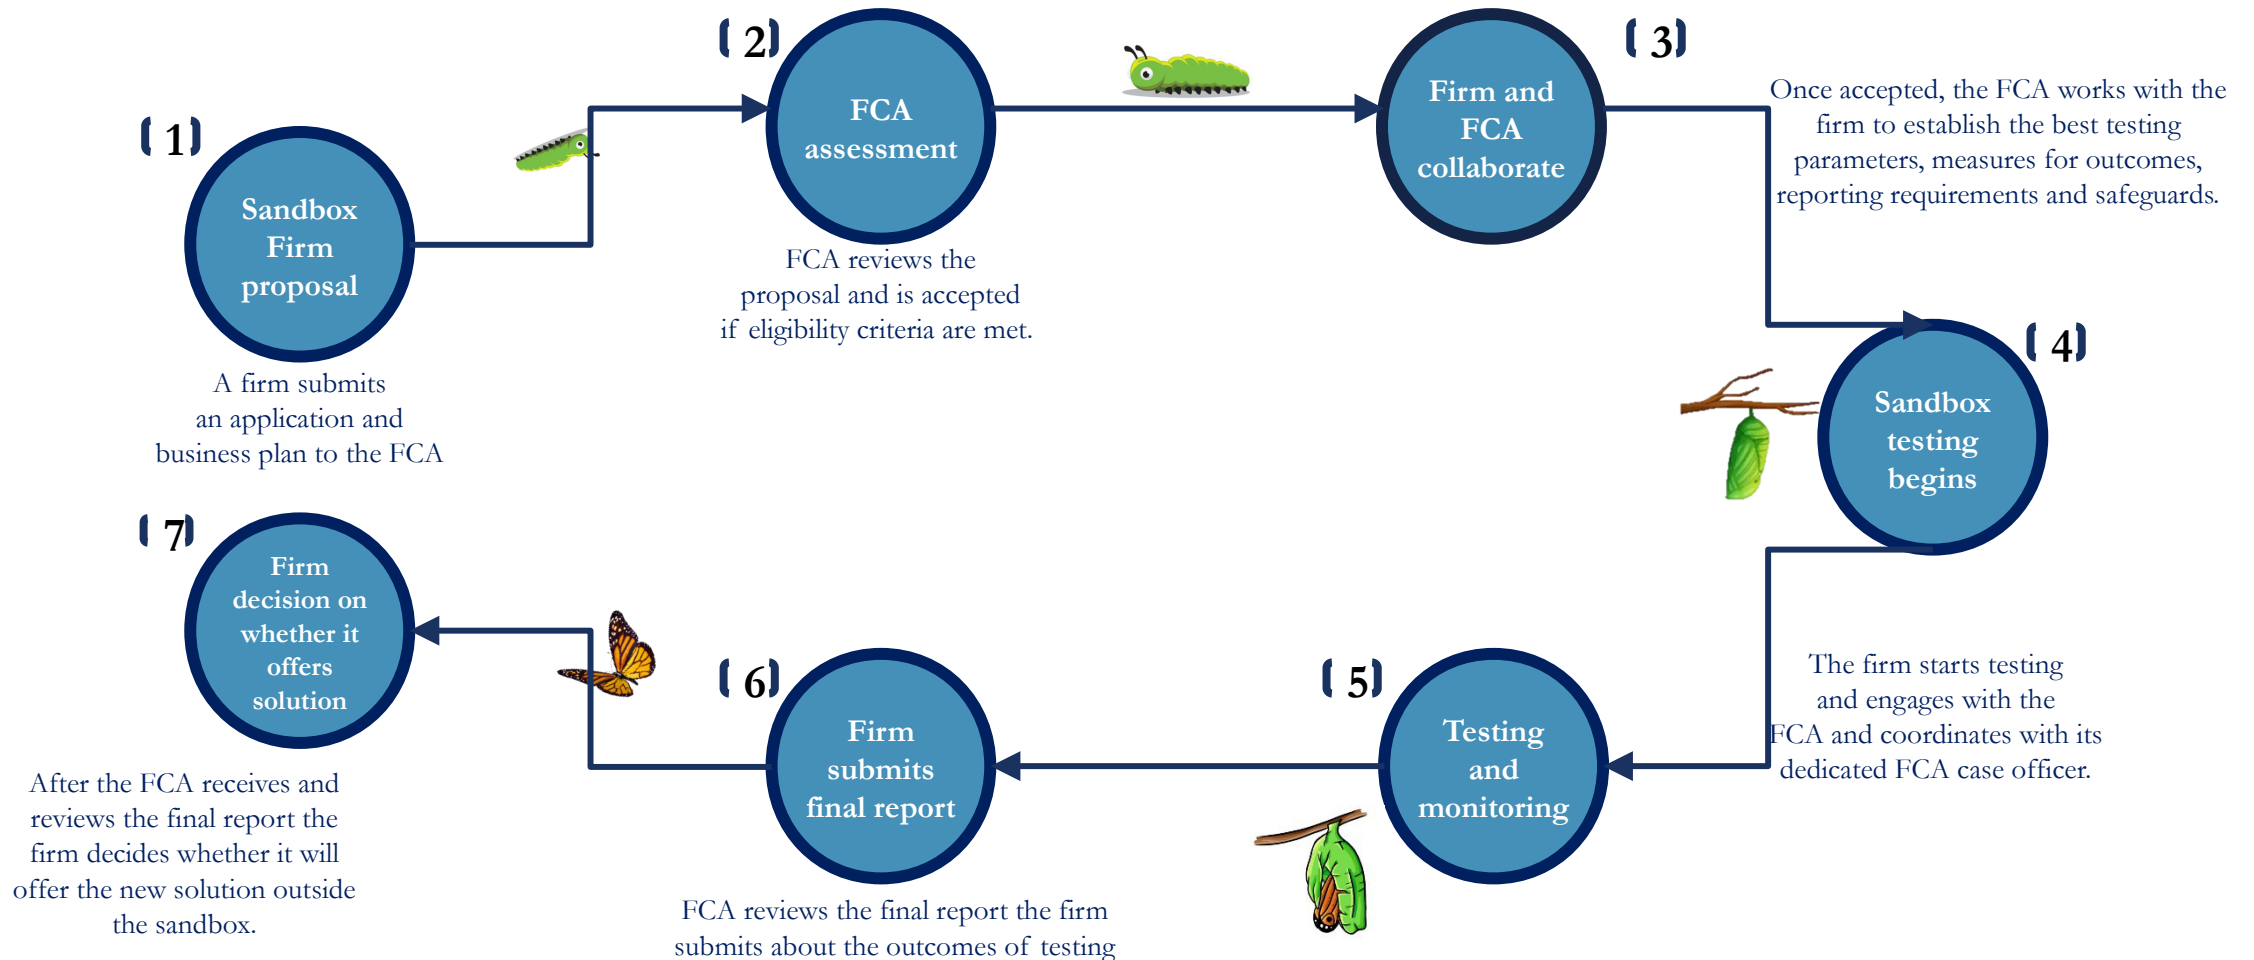 ( 1)
Sandbox
Firm
proposal
A firm submits
an application and
business plan to the FCA
( 2)
FCA
assessment
FCA reviews the
proposal and is accepted
if eligibility criteria are met.
( 3)
Firm and
FCA
collaborate
Once accepted, the FCA works with the
firm to establish the best testing
parameters, measures for outcomes,
reporting requirements and safeguards.
( 4)
Sandbox
testing
begins
The firm starts testing
and engages with the
FCA and coordinates with its
dedicated FCA case officer.
( 5)
Testing
and
monitoring
( 6)
Firm
submits
final report
FCA reviews the final report the firm
submits about the outcomes of testing
( 7)
Firm
decision on
whether it
offers
solution
After the FCA receives and
reviews the final report the
firm decides whether it will
offer the new solution outside
the sandbox.